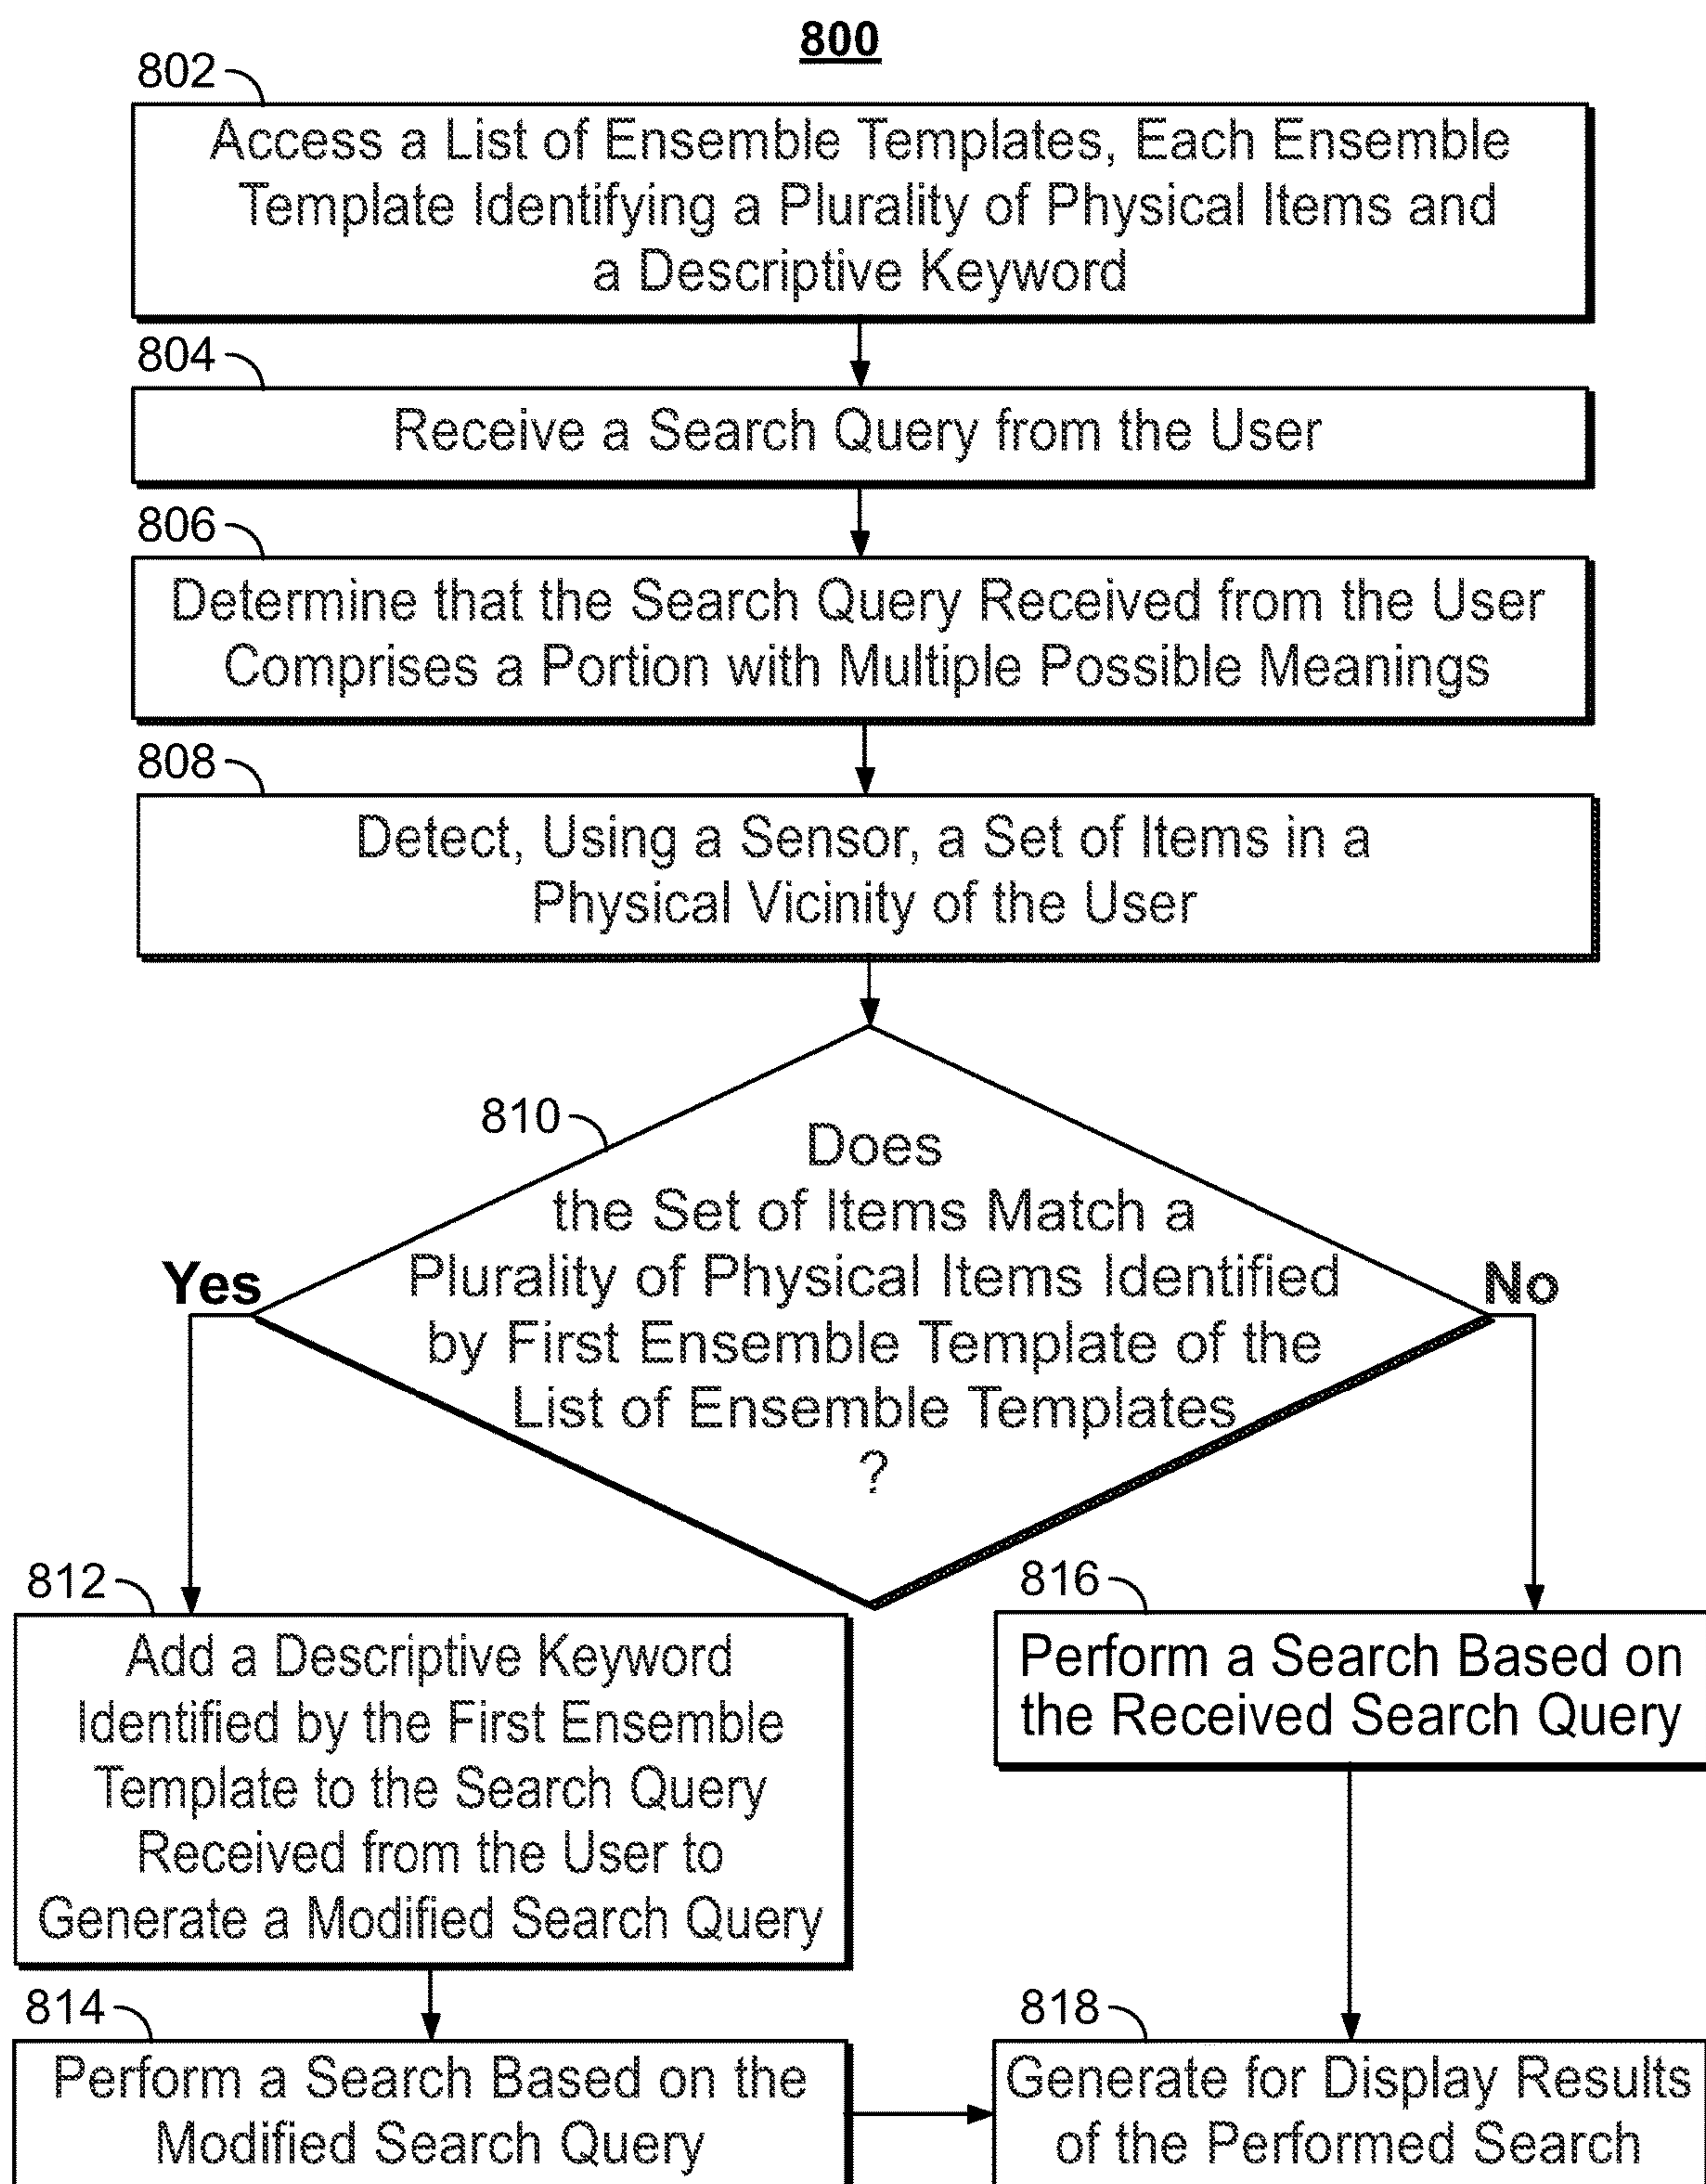 800
802
Access a List of Ensemble Templates, Each Ensemble
Template Identifying a Plurality of Physical Items and
a Descriptive Keyword
804
Receive a Search Query from the User
806
Determine that the Search Query Received from the User
Comprises a Portion with Multiple Possible Meanings
808
Detect, Using a Sensor, a Set of Items in a
Physical Vicinity of the User
810
Does
the Set of Items Match a
Plurality of Physical Items Identified
by First Ensemble Template of the
List of Ensemble Templates
?
Yes
No
812
Add a Descriptive Keyword
Identified by the First Ensemble
Template to the Search Query
Received from the User to
Generate a Modified Search Query
816
Perform a Search Based on
the Received Search Query
814
Perform a Search Based on the
Modified Search Query
818
Generate for Display Results
of the Performed Search